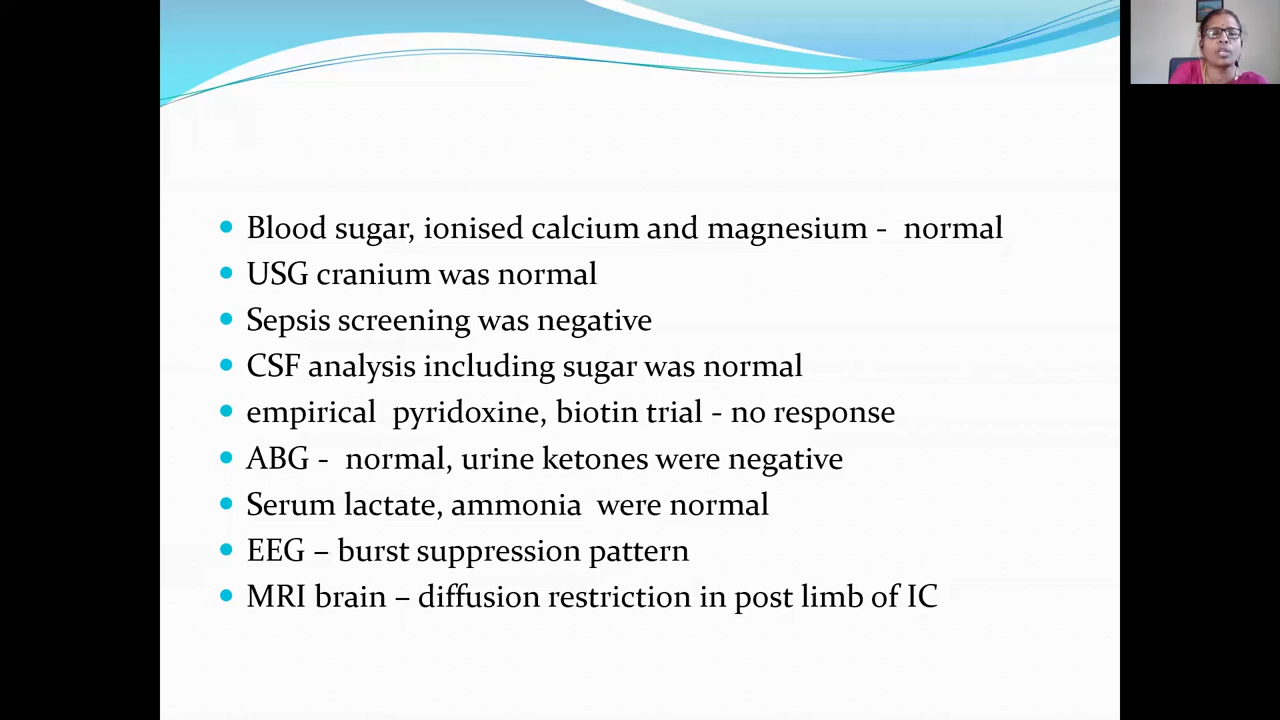 Blood sugar, ionised calcium and magnesium - normal
USG cranium was normal
Sepsis screening was negative
CSF analysis including sugar was normal
empirical pyridoxine, biotin trial - no response
ABG - normal, urine ketones were negative
Serum lactate, ammonia were normal
EEG – burst suppression pattern
MRI brain – diffusion restriction in post limb of IC